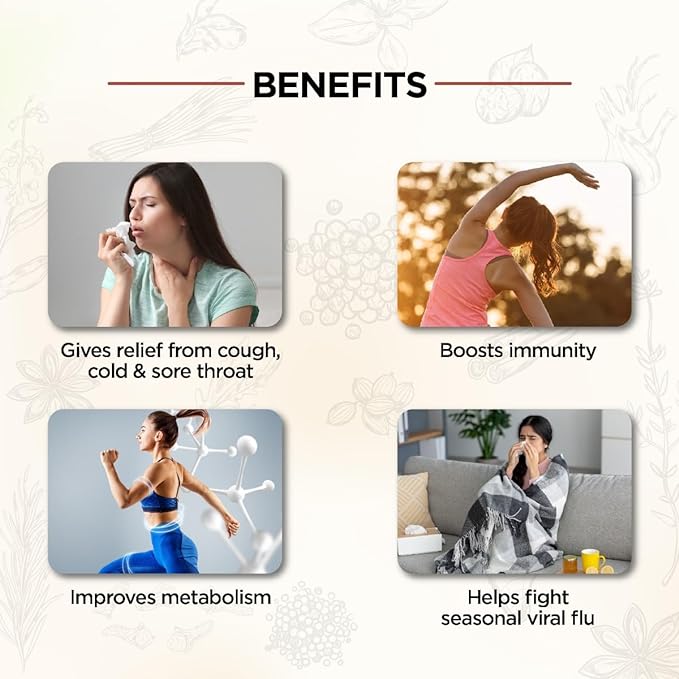 BENEFITS
Gives relief from cough,
cold & sore throat
Boosts immunity
Improves metabolism
Helps fight
seasonal viral flu